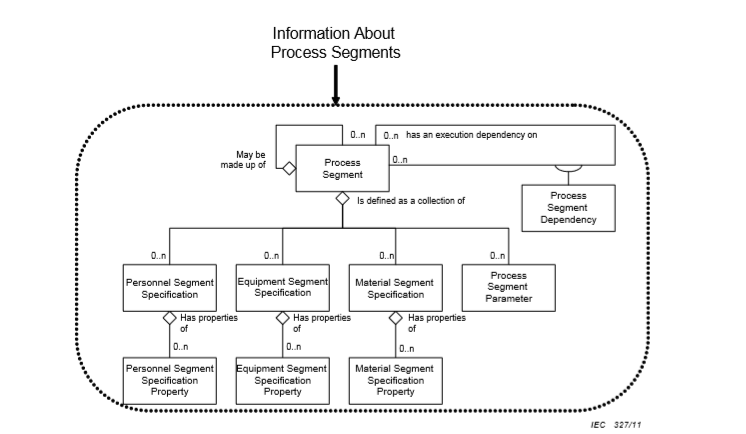 Information About
Process Segments
0..n
0..n has an execution dependency on
May be
made up of
Process
Segment
0..n
Process
Segment
Dependency
Is defined as a collection of
0..n
0..n
0..n
0..n
Personnel Segment
Specification
Equipment Segment
Specification
Material Segment
Specification
Process
Segment
Parameter
Has properties
of
Has properties
of
Has properties
of
0..n
0..n
0..n
Personnel Segment
Specification
Property
Equipment Segment
Specification
Property
Material Segment
Specification
Property
IEC 327/11